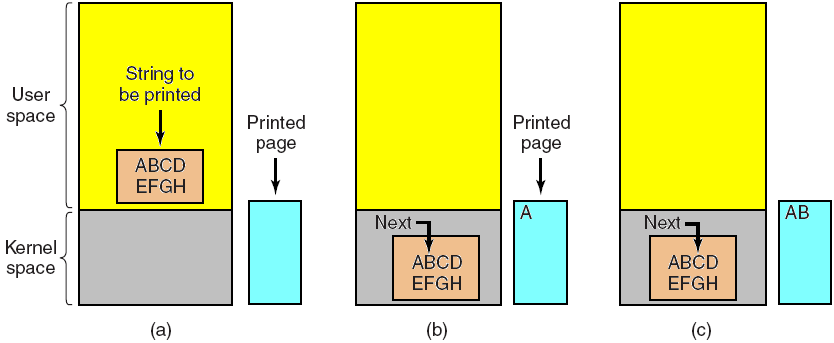 User
space
String to
be printed
ABCD
EFGH
Printed
page
Kernel
space
(a)
Printed
page
A
Next
ABCD
EFGH
(b)
AB
Next
ABCD
EFGH
(c)